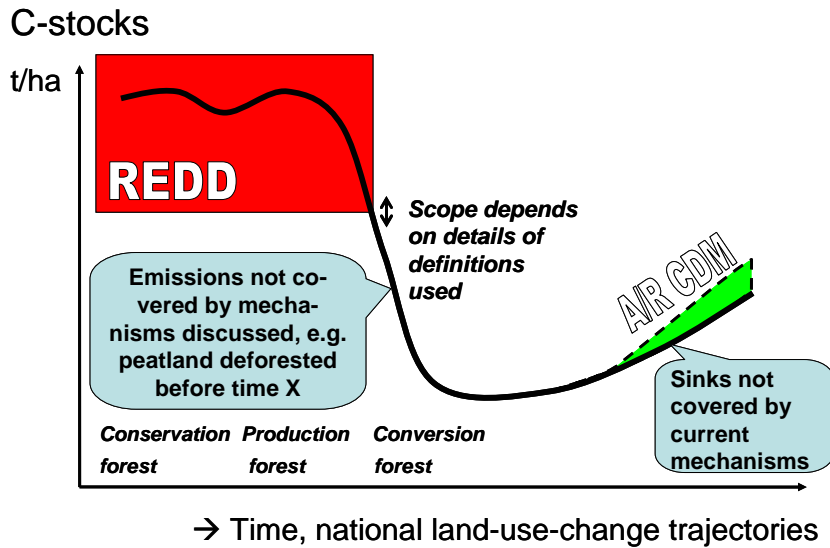 C-stocks
t/ha
REDD
Scope depends
on details of
definitions
used
A/R CDM
Emissions not co-
vered by mecha-
nisms discussed, e.g.
peatland deforested
before time X
Sinks not
covered by
current
mechanisms
Conservation Production Conversion
forest forest forest
→ Time, national land-use-change trajectories